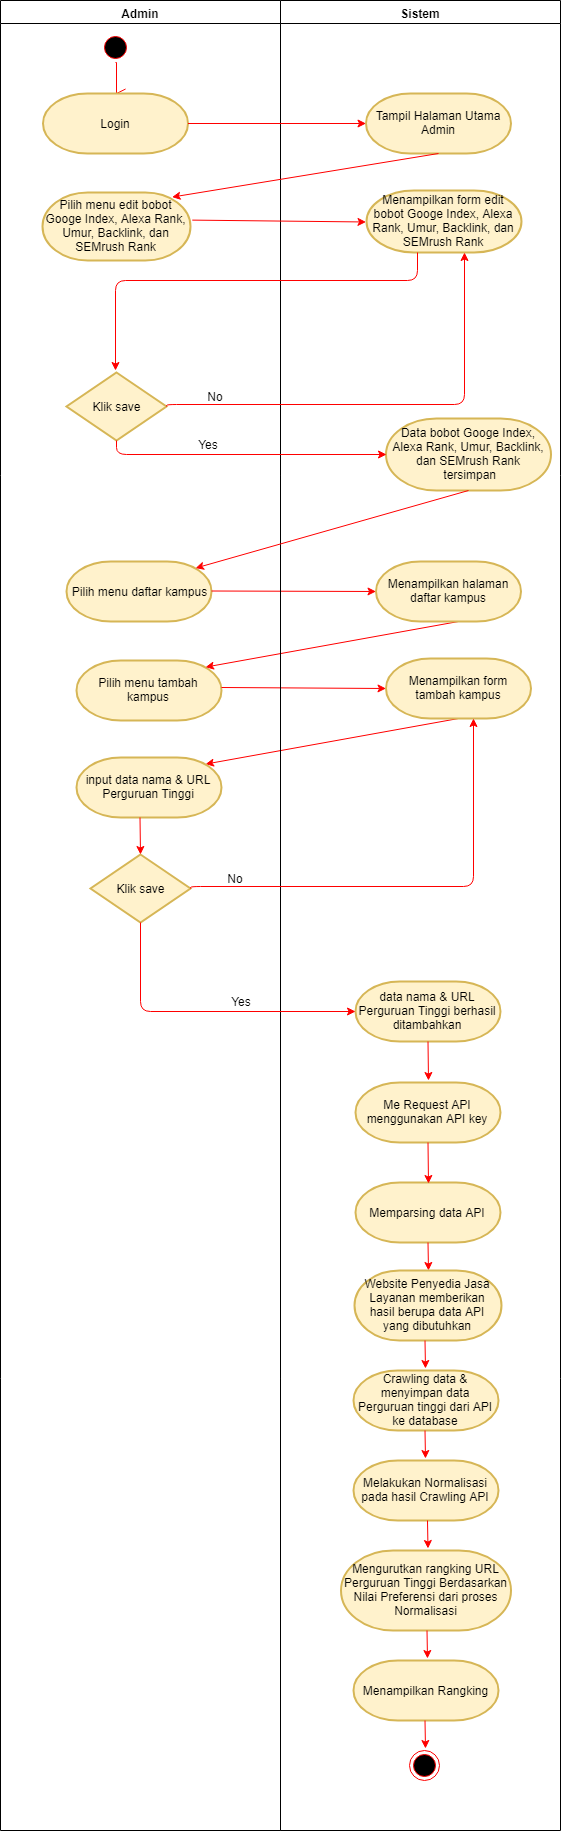 Admin
Sistem
Login
Tampil Halaman Utama
Admin
Pilih menu edit bobot
Googe Index, Alexa Rank,
Umur, Backlink, dan
SEMrush Rank
Menampilkan form edit
bobot Googe Index, Alexa
Rank, Umur, Backlink, dan
SEMrush Rank
Klik save
No
Yes
Data bobot Googe Index,
Alexa Rank, Umur, Backlink,
dan SEMrush Rank
tersimpan
Pilih menu daftar kampus
Menampilkan halaman
daftar kampus
Pilih menu tambah
kampus
Menampilkan form
tambah kampus
input data nama & URL
Perguruan Tinggi
Klik save
No
Yes
data nama & URL
Perguruan Tinggi berhasil
ditambahkan
Me Request API
menggunakan API key
Memparsing data API
Website Penyedia Jasa
Layanan memberikan
hasil berupa data API
yang dibutuhkan
Crawling data &
menyimpan data
Perguruan tinggi dari API
ke database
Melakukan Normalisasi
pada hasil Crawling API
Mengurutkan rangking URL
Perguruan Tinggi Berdasarkan
Nilai Preferensi dari proses
Normalisasi
Menampilkan Rangking